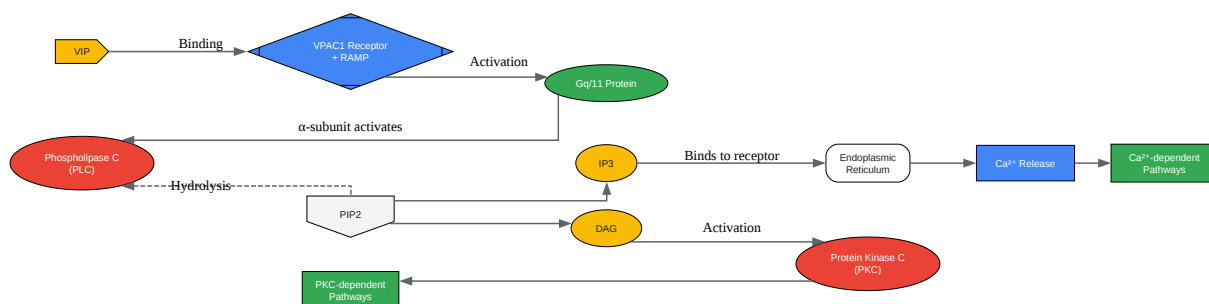 VIP
Binding
VPAC1 Receptor
+ RAMP
Activation
Gq/11 Protein
α-subunit activates
Phospholipase C
(PLC)
Hydrolysis
PIP2
IP3
Binds to receptor
Endoplasmic
Reticulum
Ca²⁺ Release
Ca²⁺-dependent
Pathways
DAG
Activation
Protein Kinase C
(PKC)
PKC-dependent
Pathways